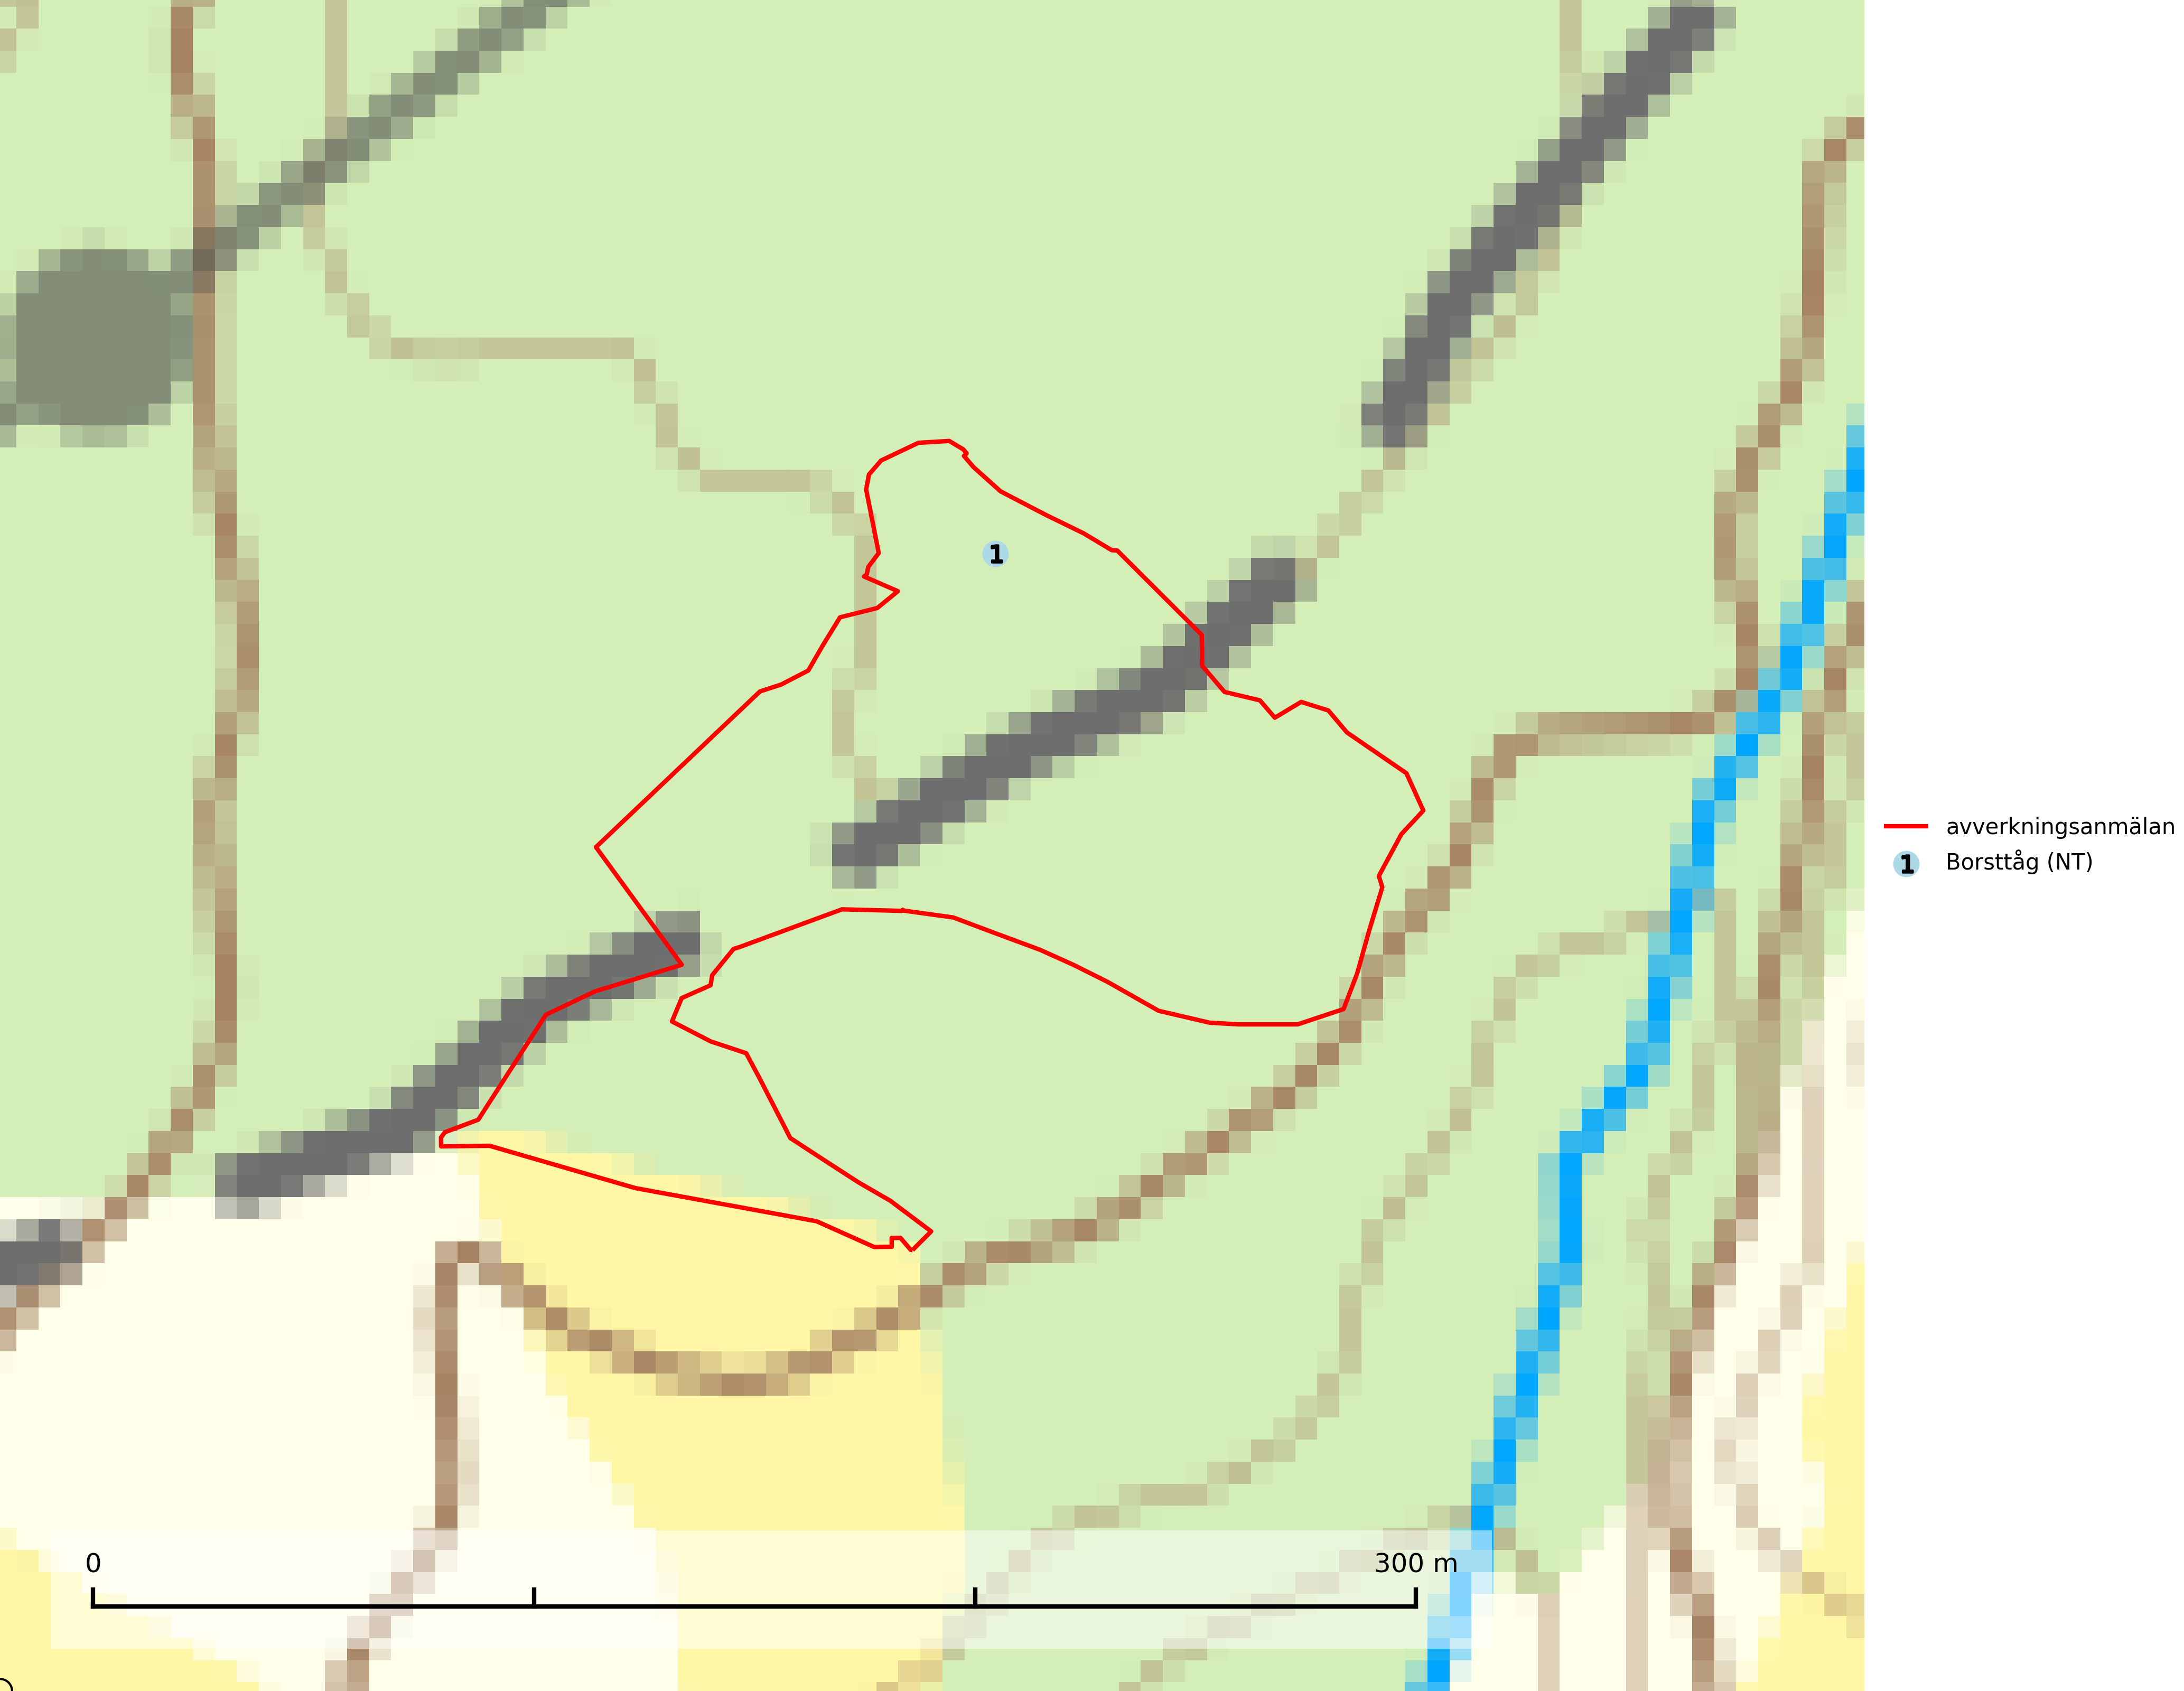 1
avverkningsanmälan
1 Borsttåg (NT)
0 300 m